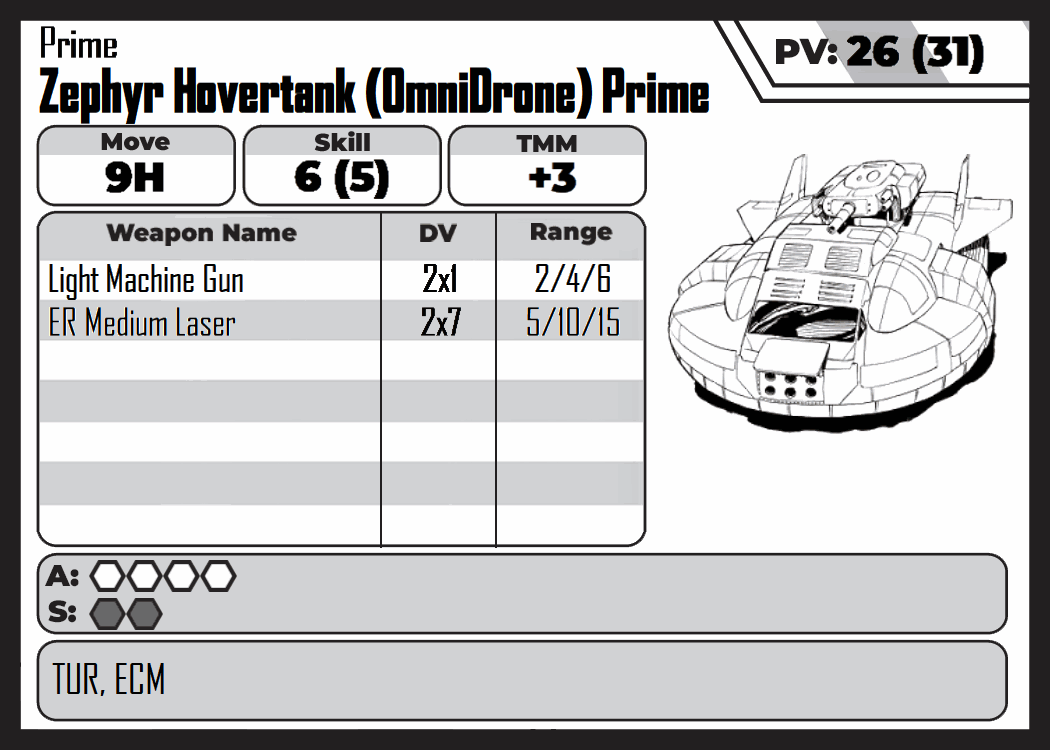 Prime
PV: 26 (31)
Zephyr Hovertank (OmniDrone) Prime
Move Skill TMM
9H 6 (5) +3
Weapon Name DV Range
Light Machine Gun 2x1 2/4/6
ER Medium Laser 2x7 5/10/15
A:
S:
TUR, ECM